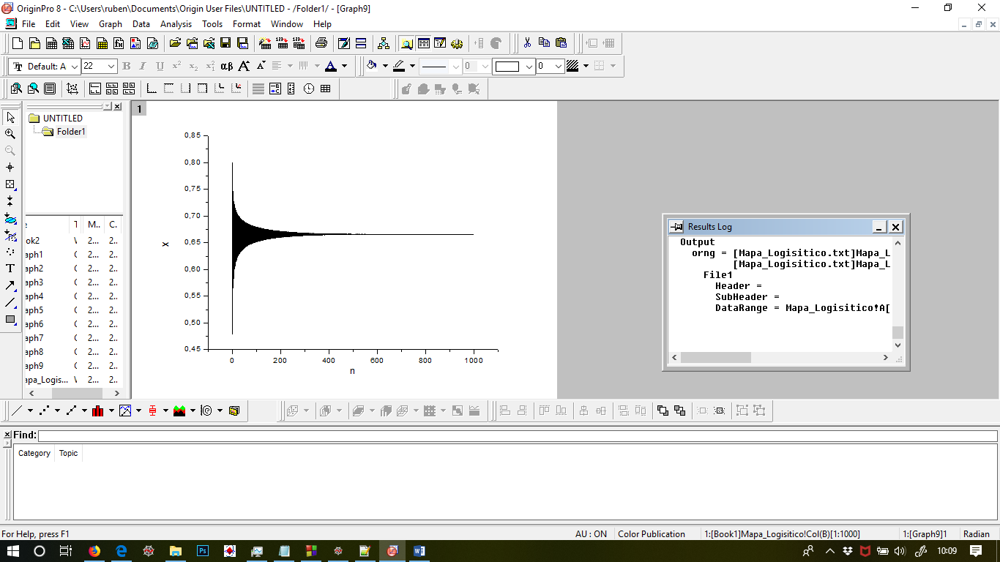 OriginPro 8 - C:\Users\ruben\Documents\Origin User Files\UNTITLED - /Folder1/ - [Graph9]
File Edit View Graph Data Analysis Tools Format Window Help
Default: A 22 B I U x² x₂ αβ A A A 0 0
1
UNTITLED
Folder1
e T M.. C.
ook2 2... 2..
aph1 2... 2..
aph2 2... 2..
aph3 2... 2..
aph4 2... 2..
aph5 2... 2..
aph6 2... 2..
aph7 2... 2..
aph8 2... 2..
aph9 2... 2..
apa_Logis... 2... 2..
0,85
0,80
0,75
0,70
0,65
0,60
0,55
0,50
0,45
x
0 200 400 600 800 1000
n
Results Log
Output
orng = [Mapa_Logisitico.txt]Mapa_L
[Mapa_Logisitico.txt]Mapa_L
File1
Header =
SubHeader =
DataRange = Mapa_Logisitico!A[
Find:
Category Topic
For Help, press F1 AU : ON Color Publication 1:[Book1]Mapa_Logisitico!Col(B)[1:1000] 1:[Graph9]1 Radian
10:09